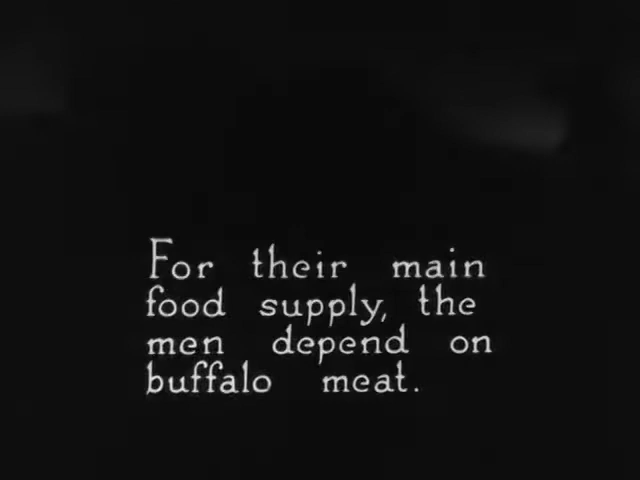 For their main
food supply, the
men depend on
buffalo meat.